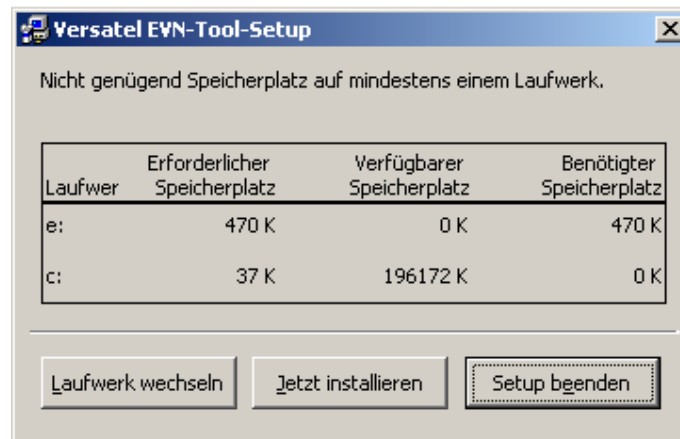 Versatel EVN-Tool-Setup
Nicht genügend Speicherplatz auf mindestens einem Laufwerk.
Laufwer Erforderlicher Speicherplatz Verfügbarer Speicherplatz Benötigter Speicherplatz
e: 470 K 0 K 470 K
c: 37 K 196172 K 0 K
Laufwerk wechseln Jetzt installieren Setup beenden